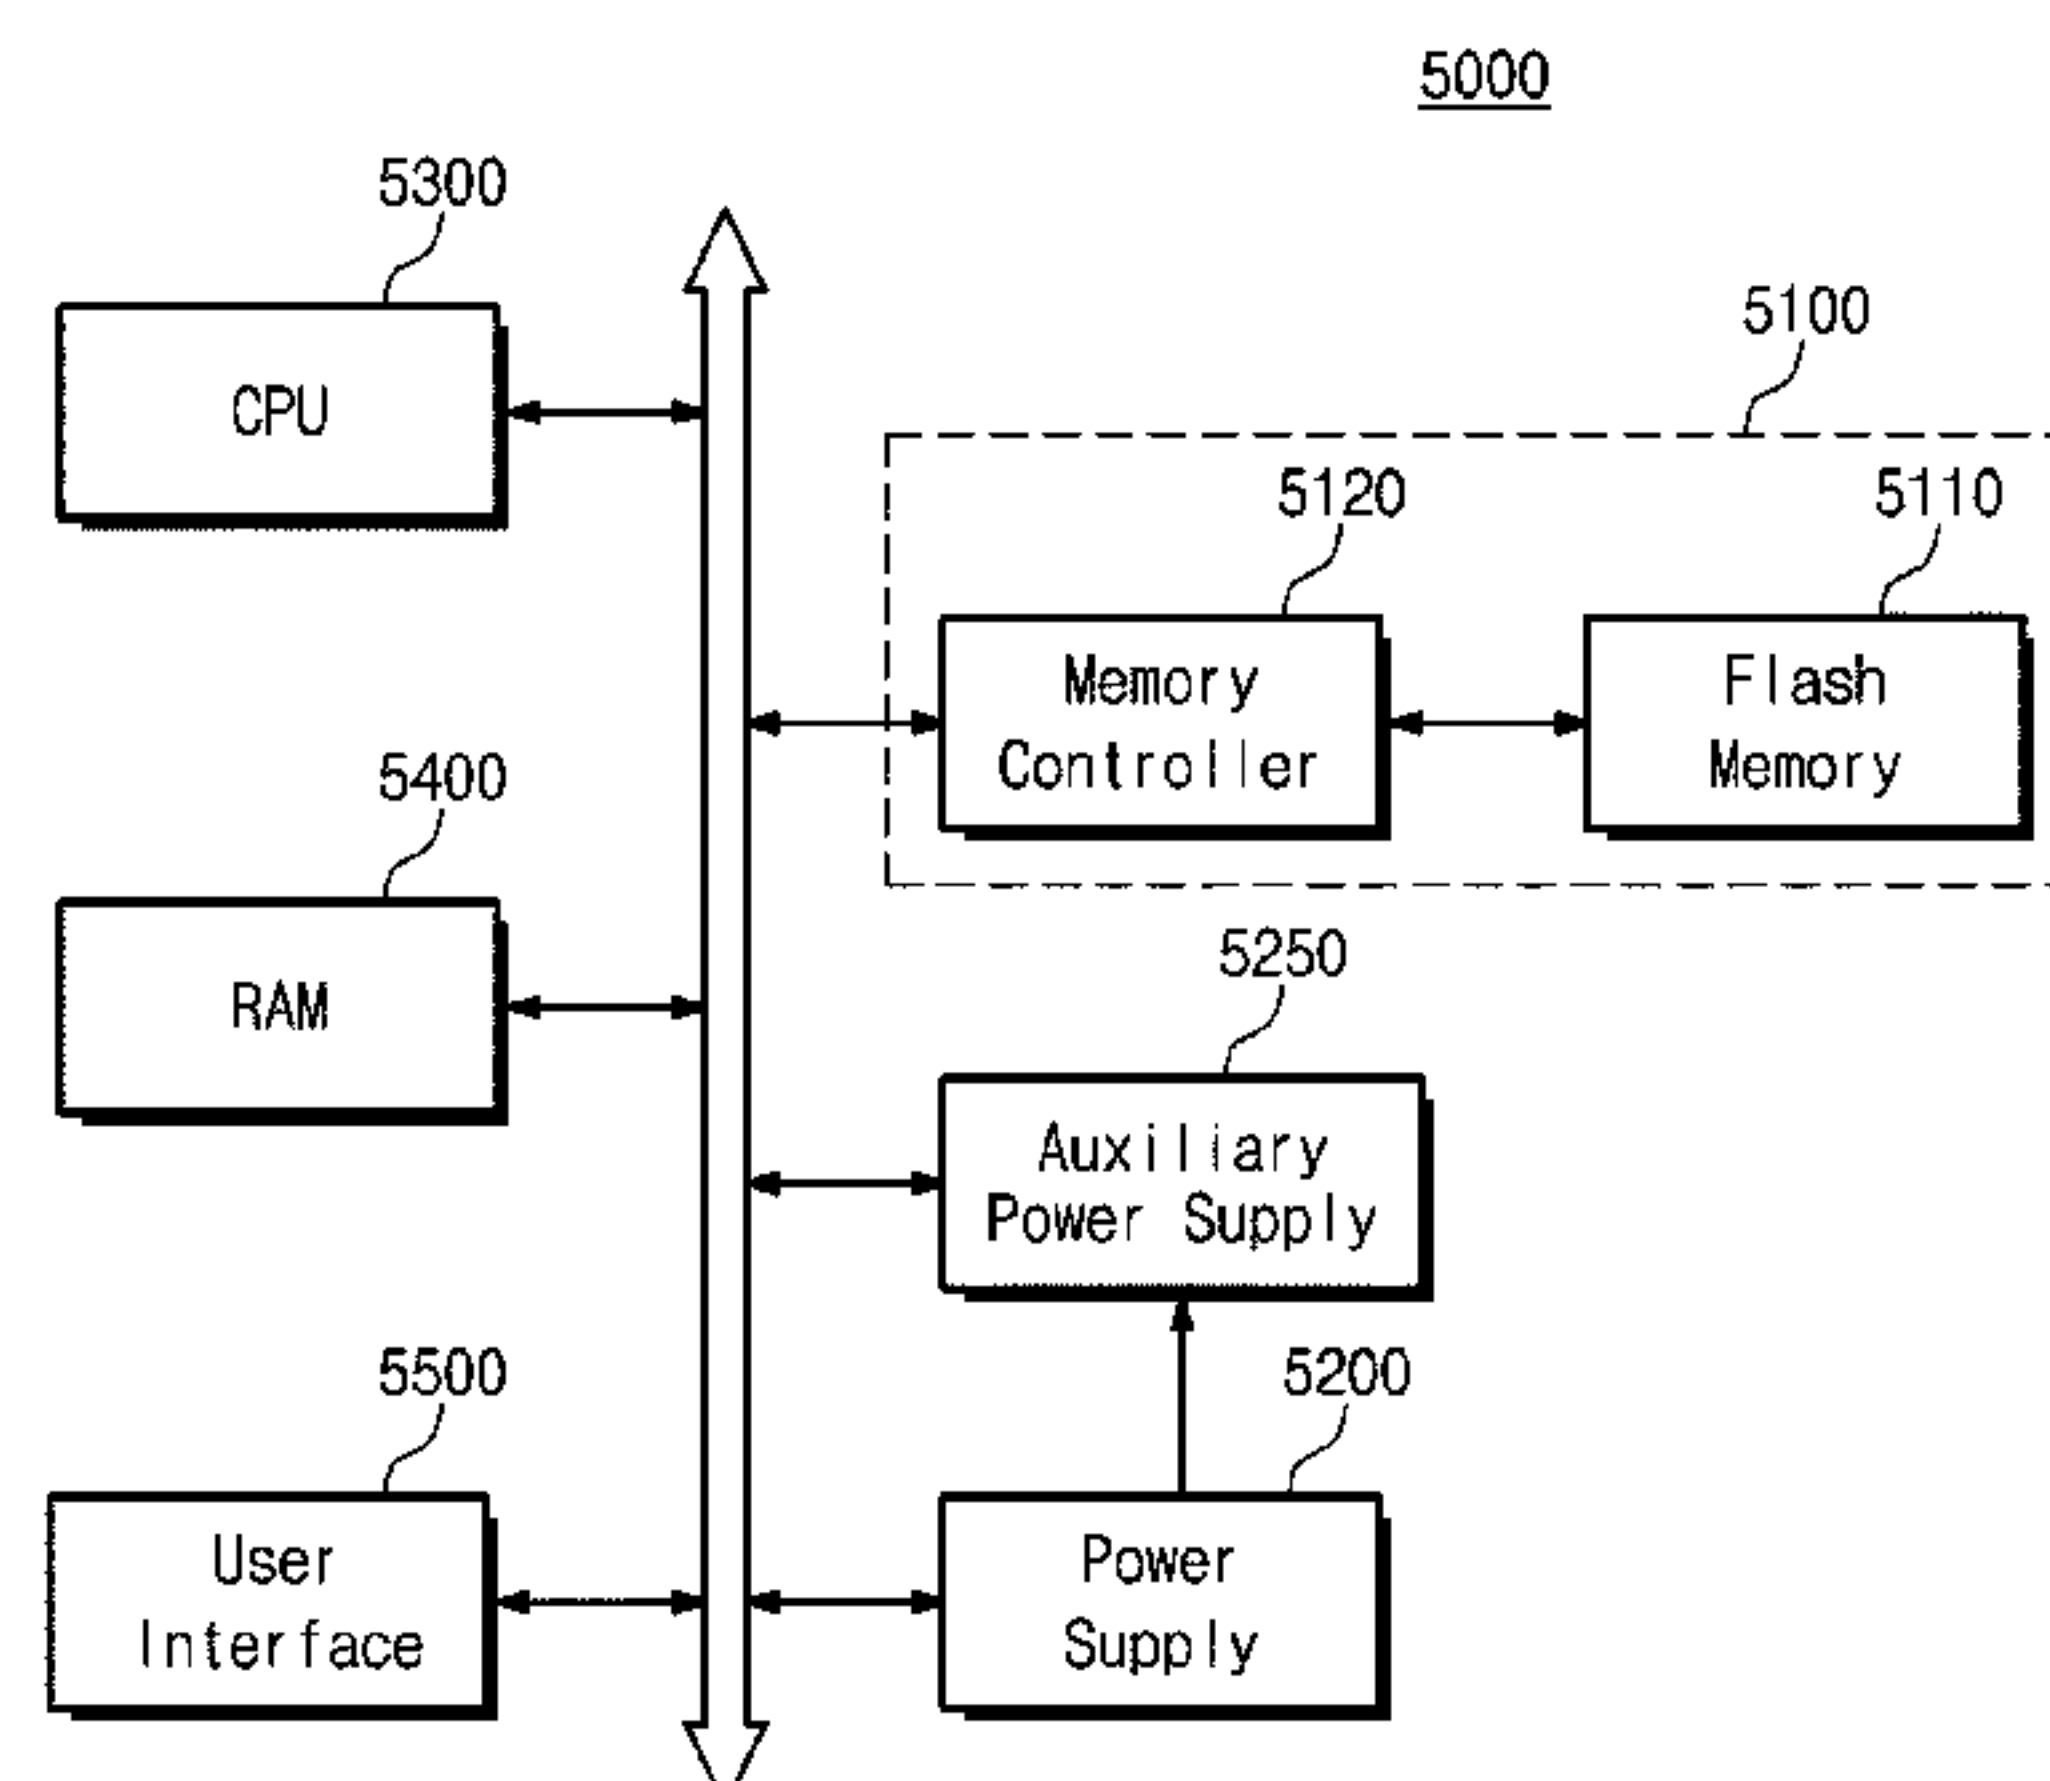 5000
5300
CPU
5100
5120
5110
Memory
Controller
Flash
Memory
5400
RAM
5250
Auxiliary
Power Supply
5500
User
Interface
5200
Power
Supply